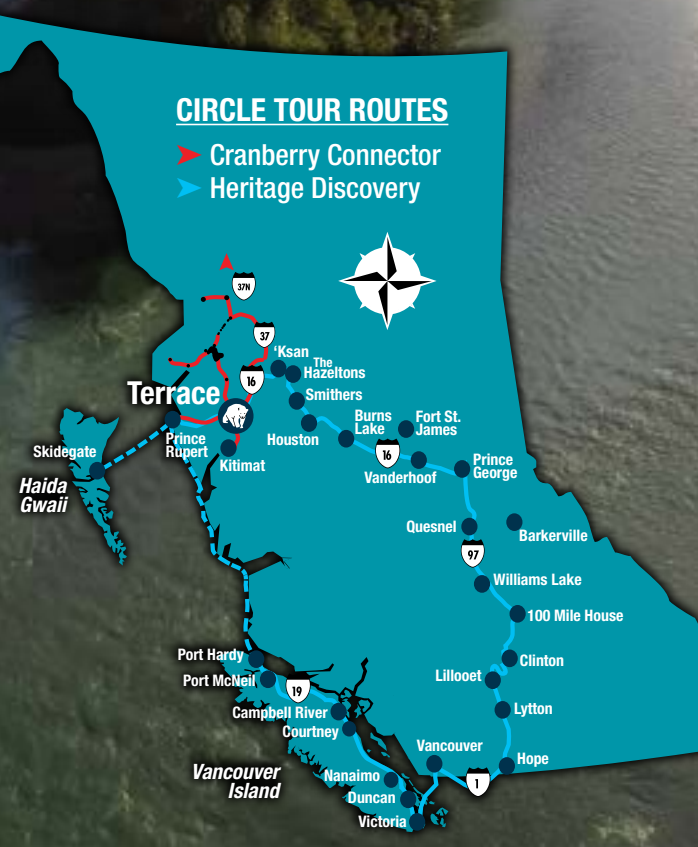 CIRCLE TOUR ROUTES
Cranberry Connector
Heritage Discovery
37N
37
'Ksan
The
Hazeltons
16
Terrace
Smithers
Prince
Rupert
Kitimat
Houston
Burns
Lake
Fort St.
James
16
Vanderhoof
Prince
George
Skidegate
Haida
Gwaii
Quesnel
Barkerville
97
Williams Lake
100 Mile House
Port Hardy
Port McNeil
19
Clinton
Lillooet
Lytton
Campbell River
Courtney
Vancouver
Hope
1
Vancouver
Island
Nanaimo
Duncan
Victoria